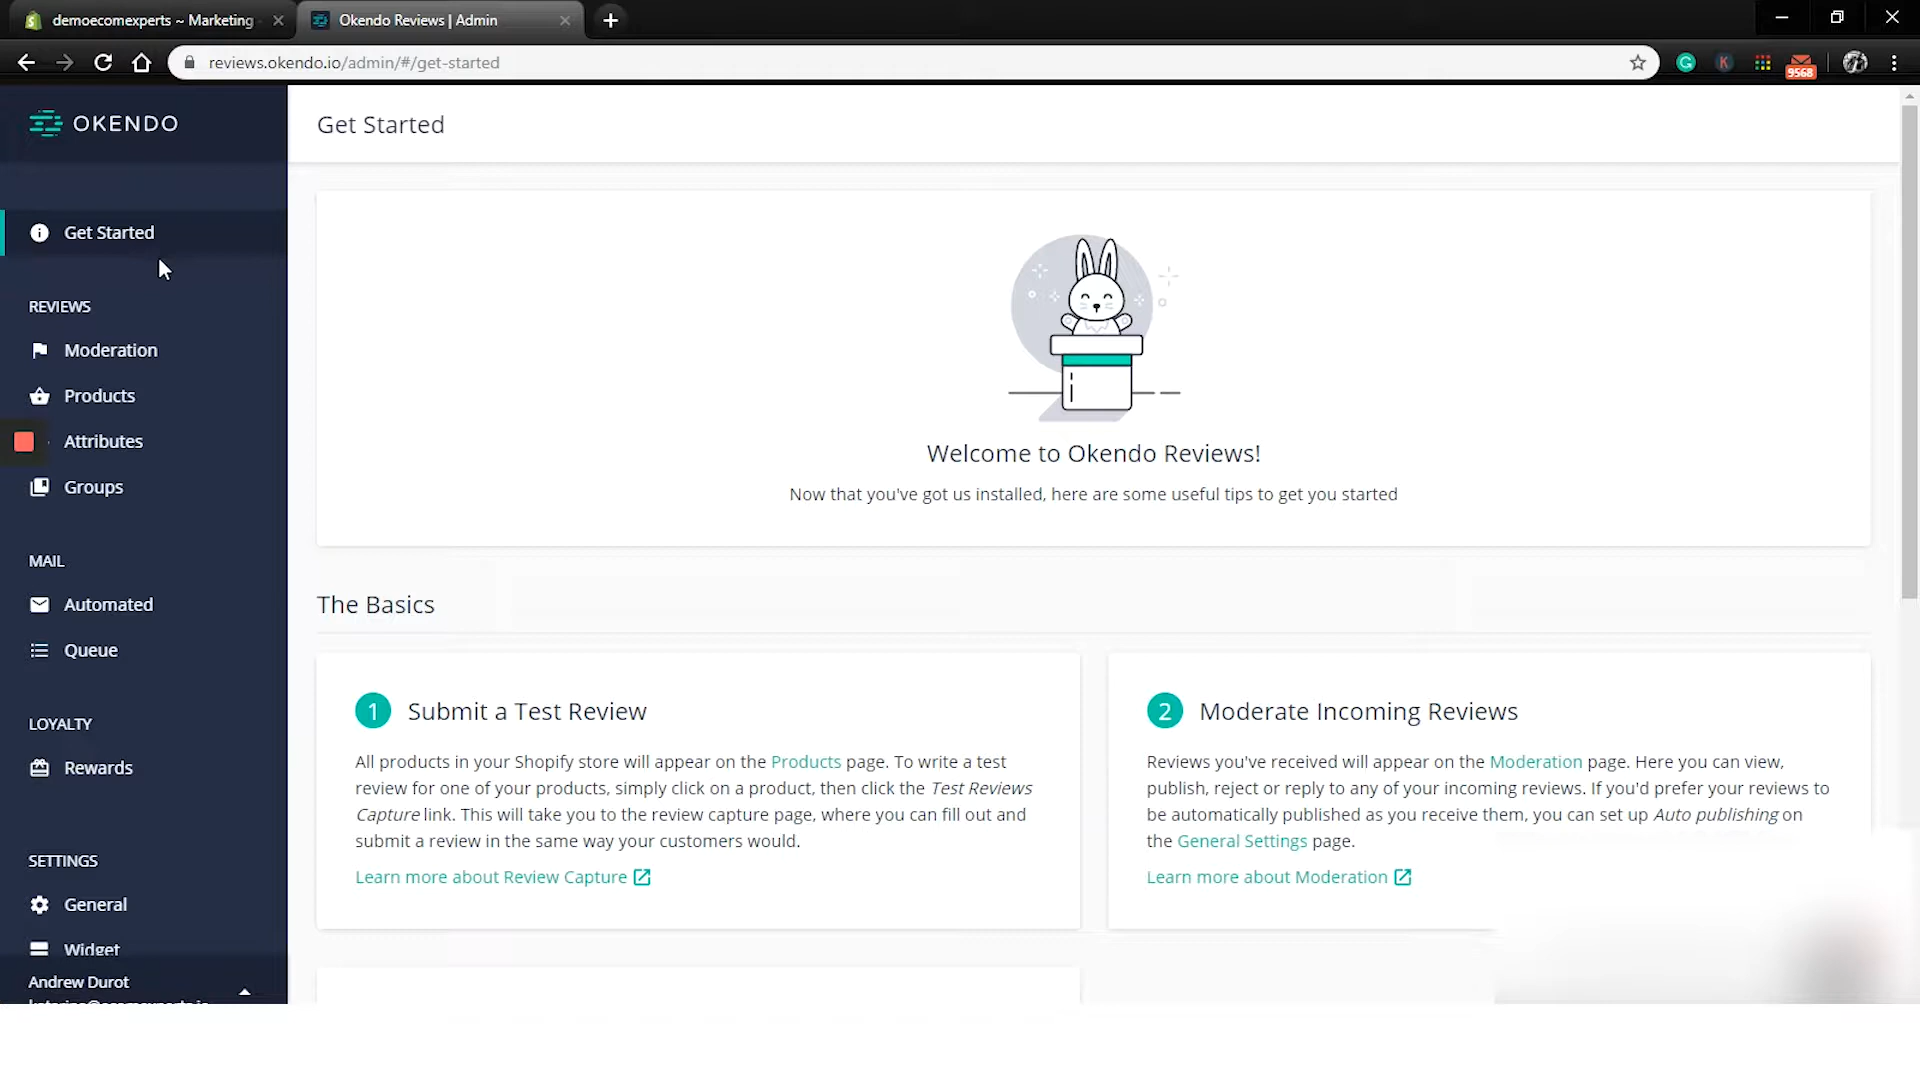 demoecomexperts ~ Marketing
Okendo Reviews | Admin
reviews.okendo.io/admin/#/get-started
G
K
9568
OKENDO
Get Started
Get Started
REVIEWS
Moderation
Products
Attributes
Groups
MAIL
Automated
Queue
LOYALTY
Rewards
SETTINGS
General
Widget
Andrew Durot
Welcome to Okendo Reviews!
Now that you've got us installed, here are some useful tips to get you started
The Basics
1 Submit a Test Review
All products in your Shopify store will appear on the Products page. To write a test
review for one of your products, simply click on a product, then click the Test Reviews
Capture link. This will take you to the review capture page, where you can fill out and
submit a review in the same way your customers would.
Learn more about Review Capture
2 Moderate Incoming Reviews
Reviews you've received will appear on the Moderation page. Here you can view,
publish, reject or reply to any of your incoming reviews. If you'd prefer your reviews to
be automatically published as you receive them, you can set up Auto publishing on
the General Settings page.
Learn more about Moderation